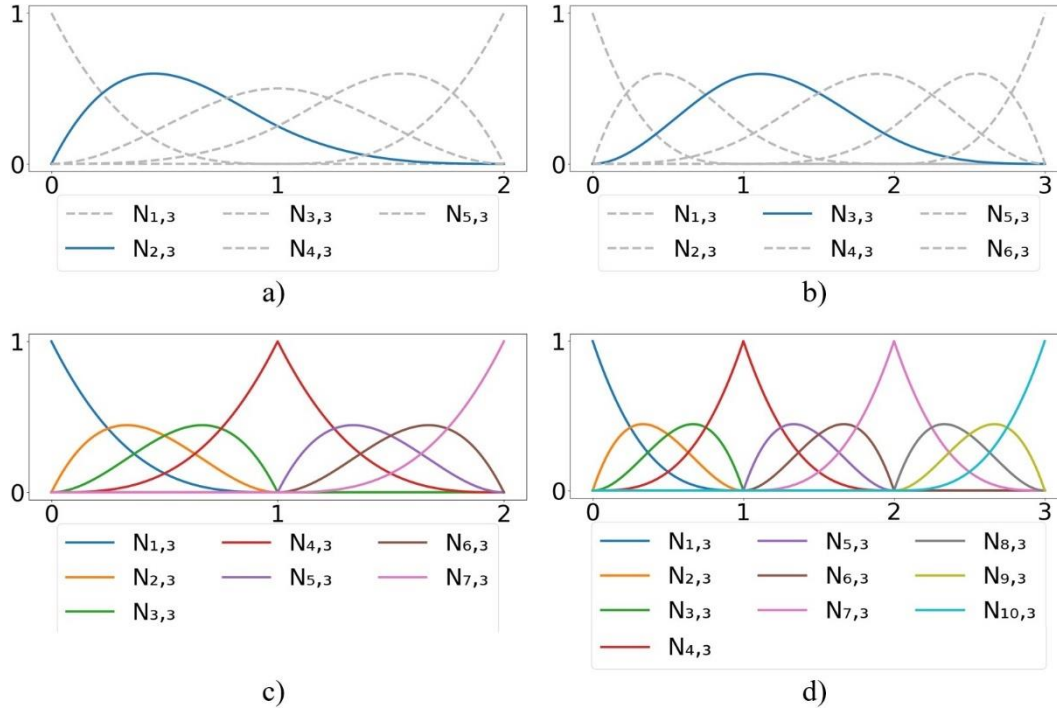 1
0
0 1 2
N₁,₃ N₃,₃ N₅,₃
N₂,₃ N₄,₃
a)
1
0
0 1 2 3
N₁,₃ N₃,₃ N₅,₃
N₂,₃ N₄,₃ N₆,₃
b)
1
0
0 1 2
N₁,₃ N₄,₃ N₆,₃
N₂,₃ N₅,₃ N₇,₃
N₃,₃
c)
1
0
0 1 2 3
N₁,₃ N₅,₃ N₈,₃
N₂,₃ N₆,₃ N₉,₃
N₃,₃ N₇,₃ N₁₀,₃
N₄,₃
d)